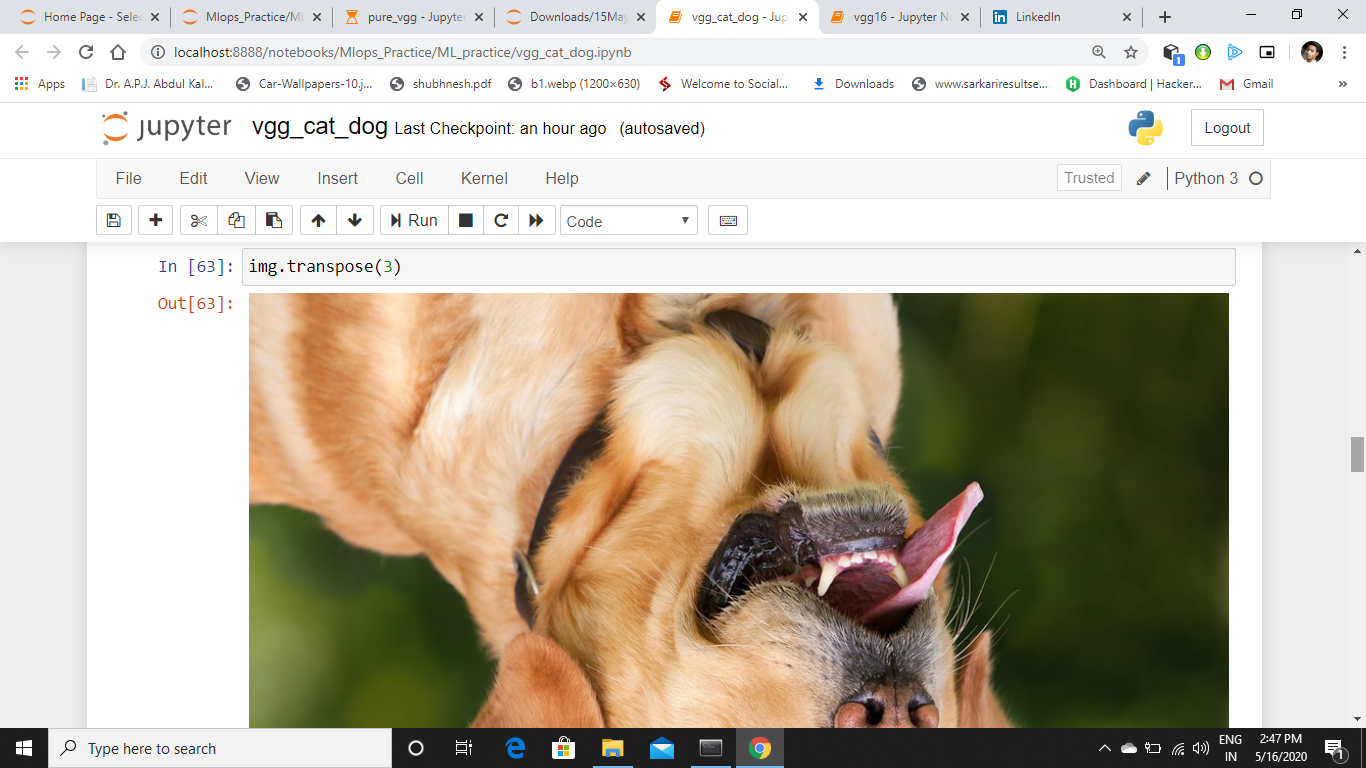 Home Page - Selec
Mlops_Practice/ML
pure_vgg - Jupyter
Downloads/15May
vgg_cat_dog - Jup
vgg16 - Jupyter N
LinkedIn
localhost:8888/notebooks/Mlops_Practice/ML_practice/vgg_cat_dog.ipynb
Apps
Dr. A.P.J. Abdul Kal...
Car-Wallpapers-10.j...
shubhnesh.pdf
b1.webp (1200×630)
Welcome to Social...
Downloads
www.sarkariresultse...
Dashboard | Hacker...
Gmail
»
jupyter vgg_cat_dog Last Checkpoint: an hour ago (autosaved)
Logout
File Edit View Insert Cell Kernel Help
Trusted
Python 3
Run
Code
In [63]: img.transpose(3)
Out[63]:
Type here to search
ENG
IN
2:47 PM
5/16/2020
1